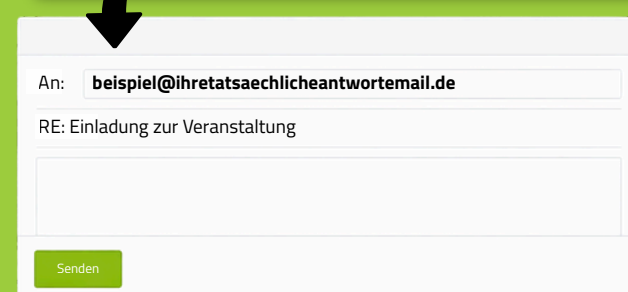 An: beispiel@ihretatsaechlicheantwortemail.de
RE: Einladung zur Veranstaltung
Senden